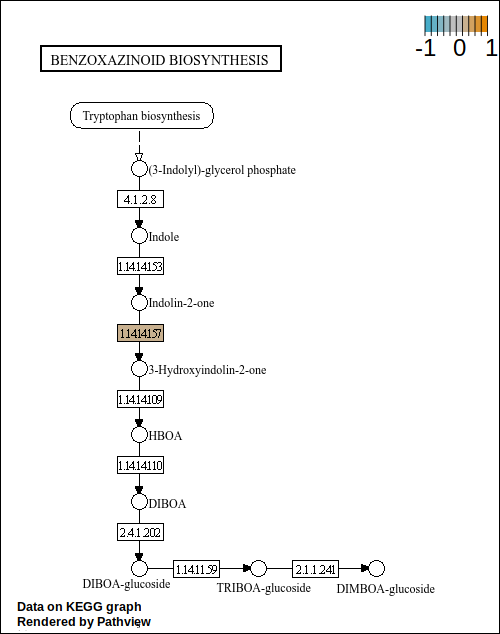 -1 0 1
BENZOXAZINOID BIOSYNTHESIS
Tryptophan biosynthesis
(3-Indolyl)-glycerol phosphate
4.1.2.8
Indole
1.14.14.153
Indolin-2-one
1.14.14.157
3-Hydroxyindolin-2-one
1.14.14.109
HBOA
1.14.14.110
DIBOA
2.4.1.202
1.14.11.59
2.1.1.241
DIBOA-glucoside
TRIBOA-glucoside
DIMBOA-glucoside
Data on KEGG graph
Rendered by Pathview